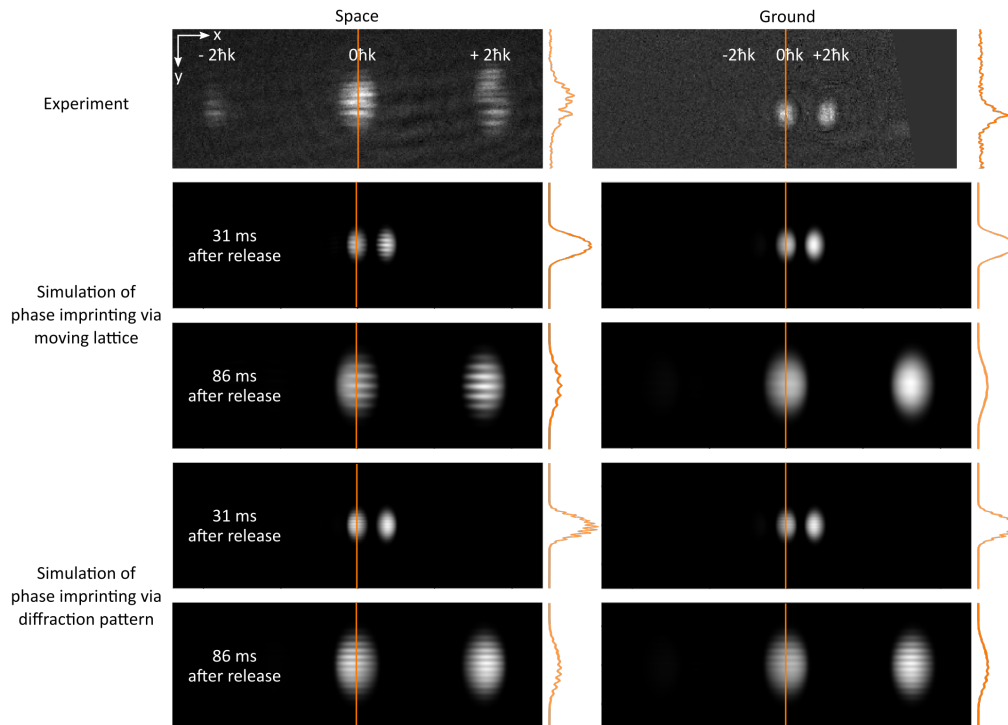 Space
Ground
x
y
- 2ħk
0ħk
+ 2ħk
-2ħk
0ħk
+2ħk
Experiment
31 ms
after release
Simulation of
phase imprinting via
moving lattice
86 ms
after release
31 ms
after release
Simulation of
phase imprinting via
diffraction pattern
86 ms
after release